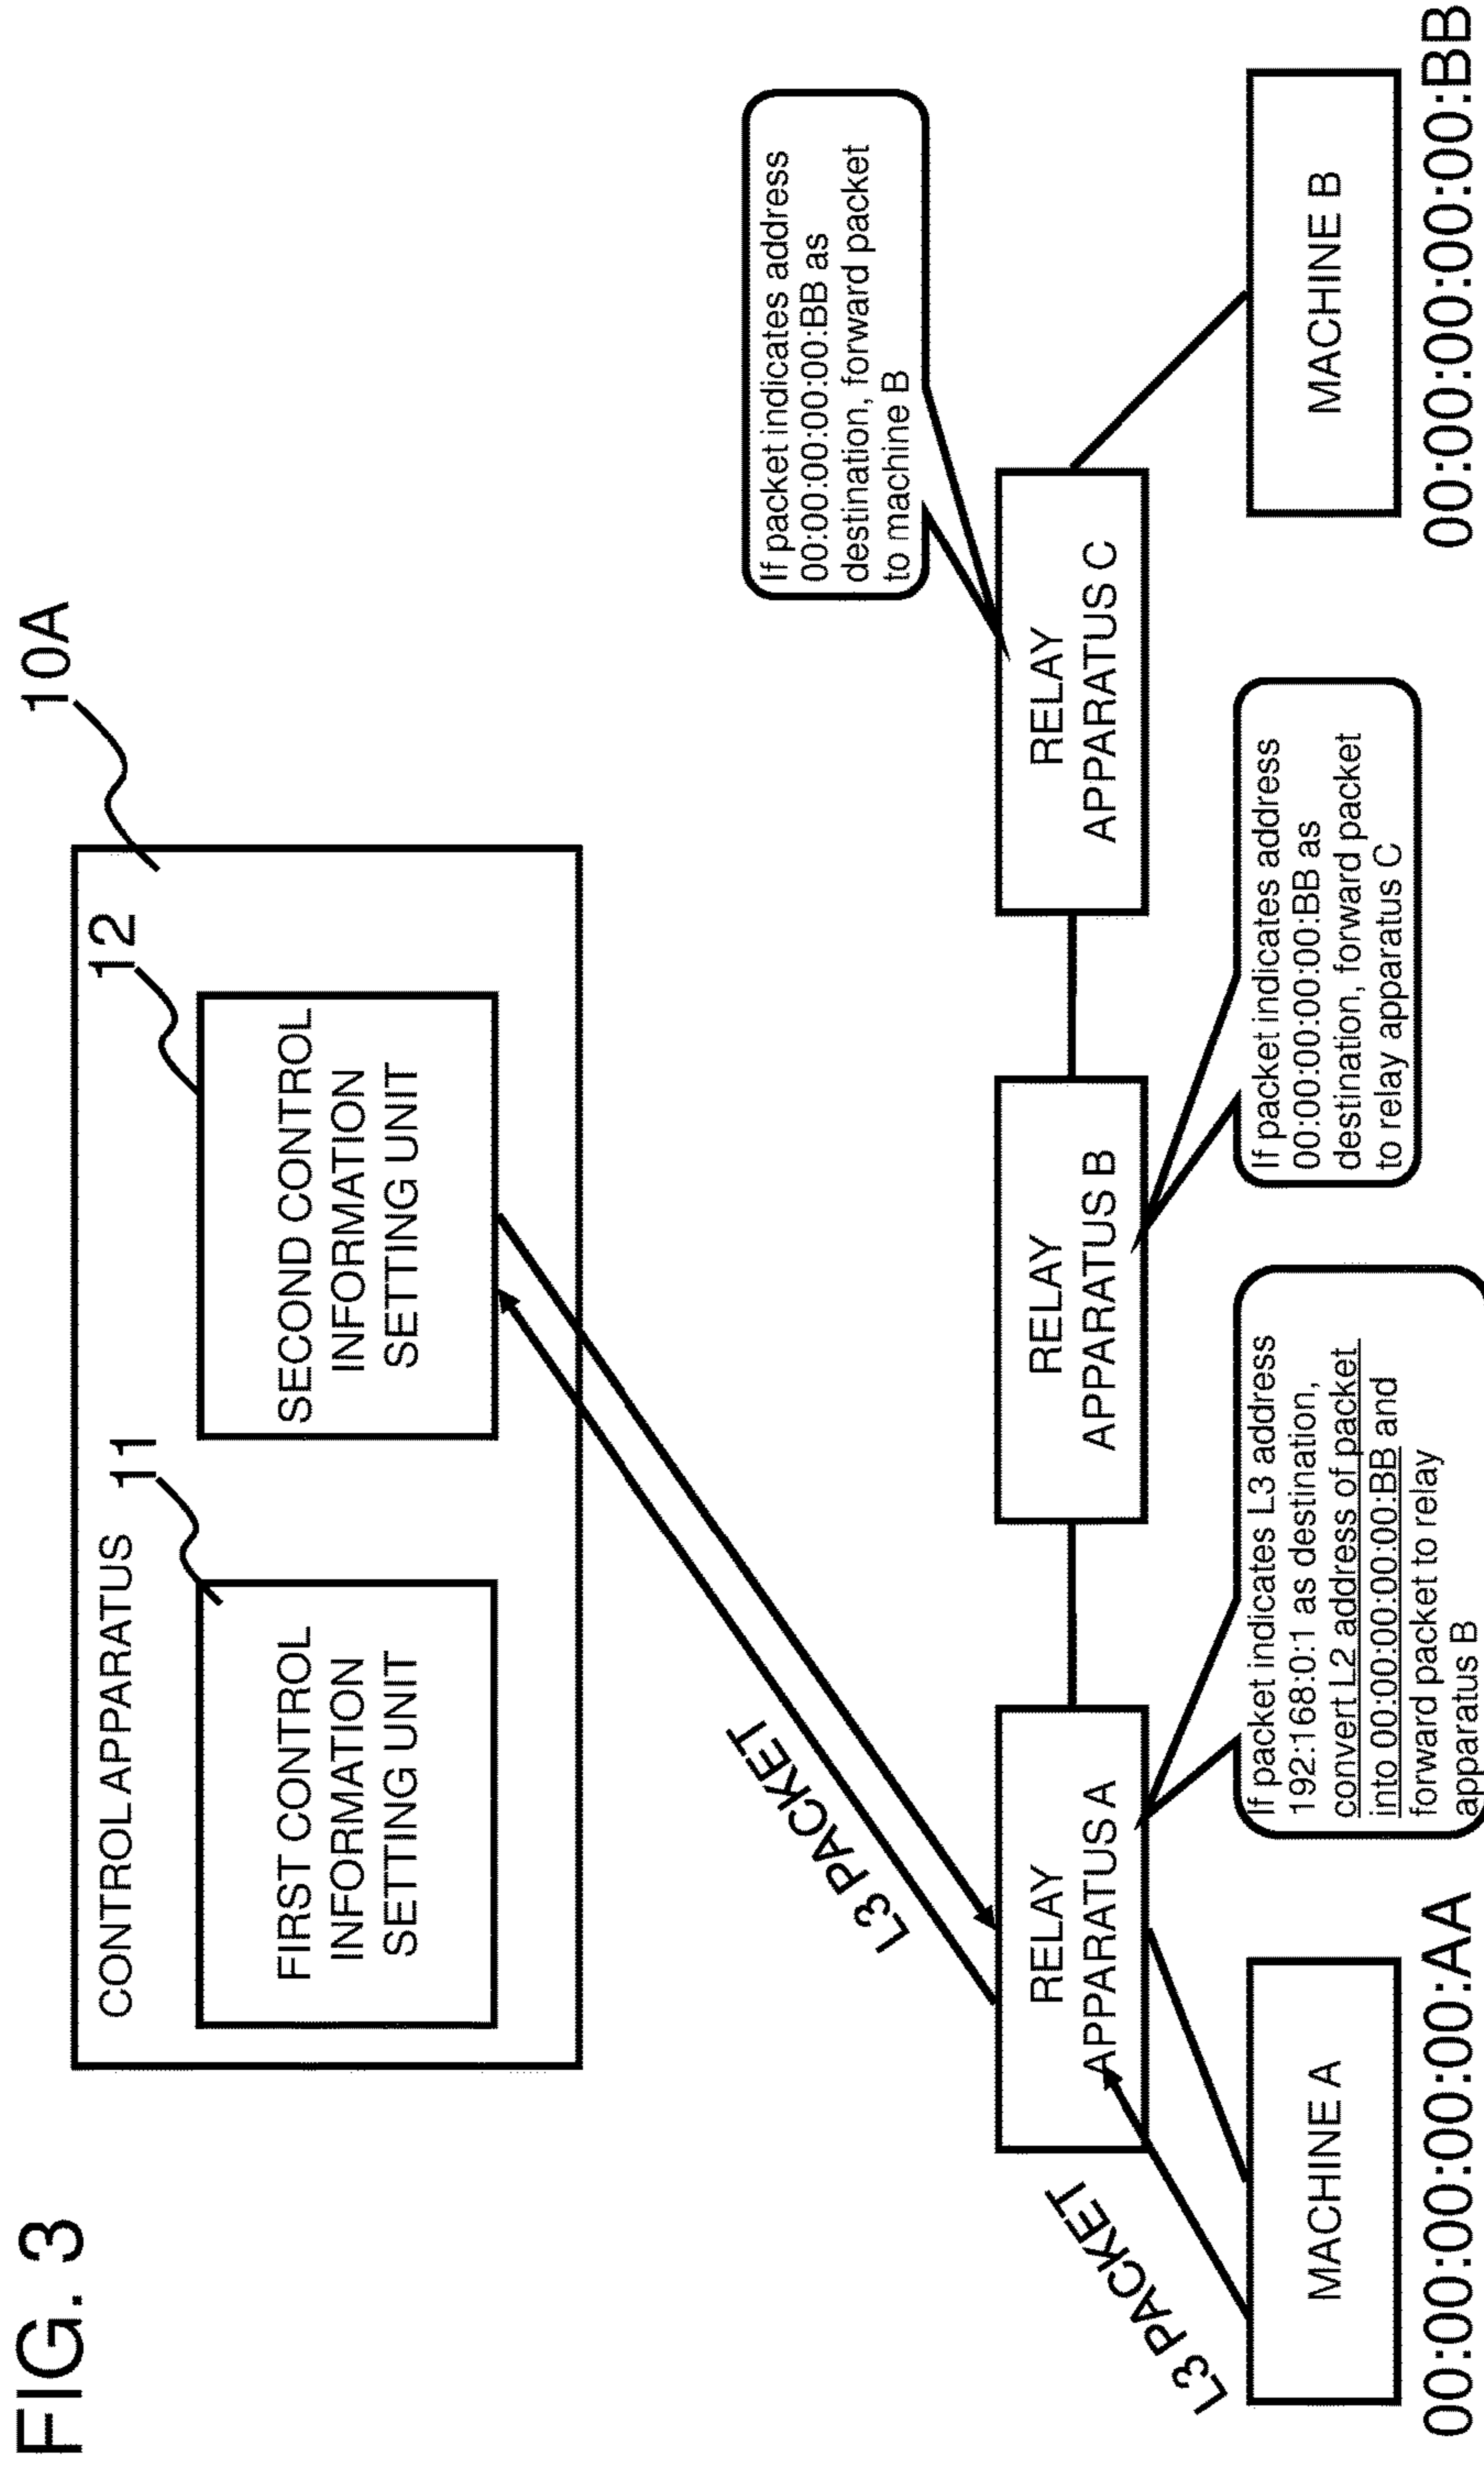 FIG. 3
10A
CONTROL APPARATUS
11
12
FIRST CONTROL
INFORMATION
SETTING UNIT
SECOND CONTROL
INFORMATION
SETTING UNIT
L3 PACKET
If packet indicates address
00:00:00:00:00:BB as
destination, forward packet
to machine B
L3 PACKET
RELAY
APPARATUS A
RELAY
APPARATUS B
RELAY
APPARATUS C
If packet indicates L3 address
192:168:0:1 as destination,
convert L2 address of packet
into 00:00:00:00:00:BB and
forward packet to relay
apparatus B
If packet indicates address
00:00:00:00:00:BB as
destination, forward packet
to relay apparatus C
MACHINE A
MACHINE B
00:00:00:00:00:AA
00:00:00:00:00:BB